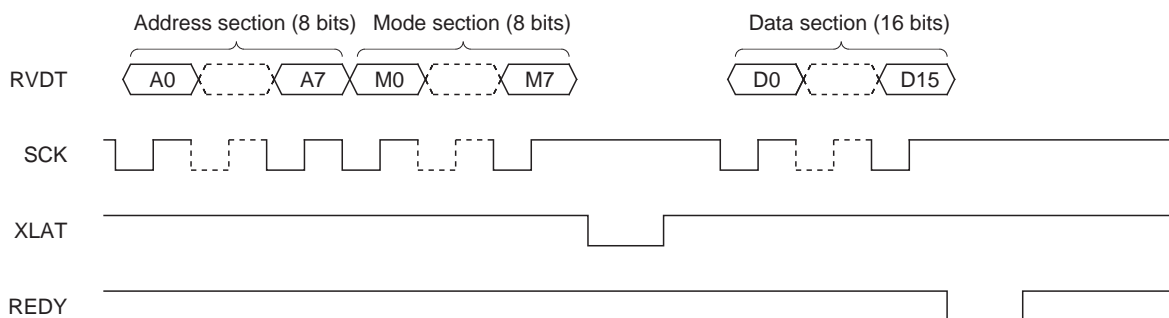 Address section (8 bits) Mode section (8 bits) Data section (16 bits)
RVDT A0 A7 M0 M7 D0 D15
SCK
XLAT
REDY